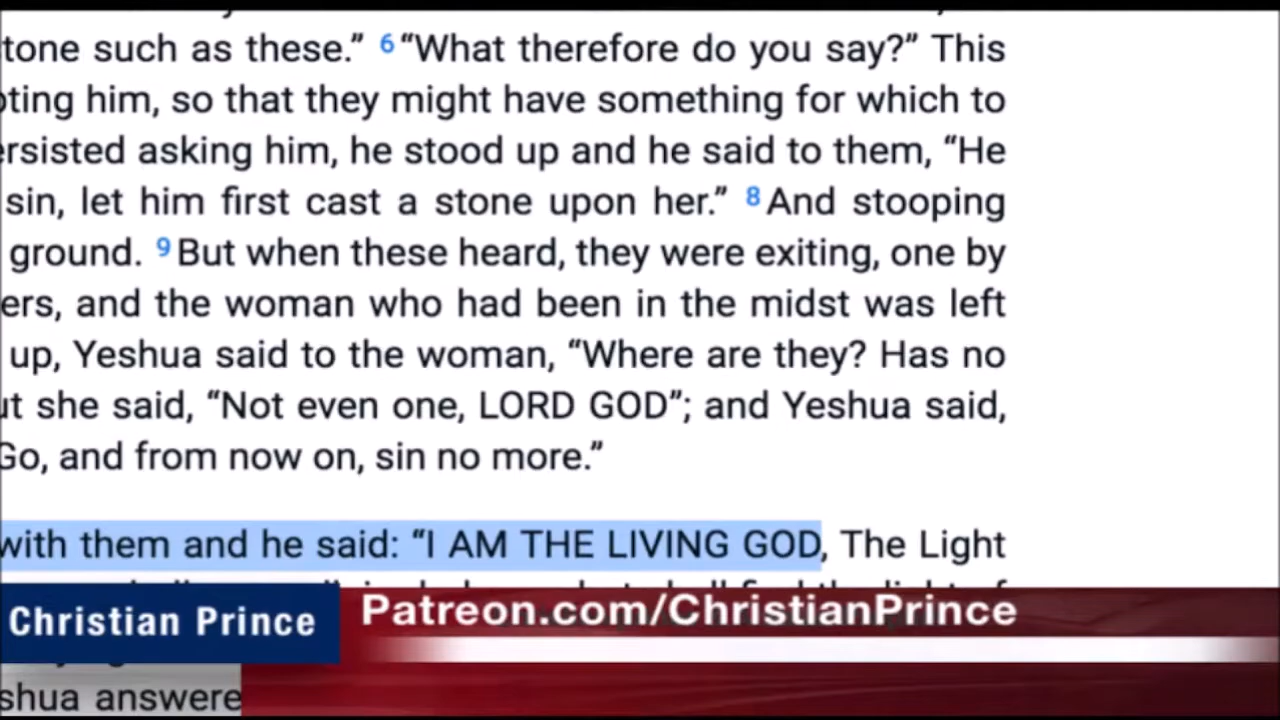 tone such as these.” 6 “What therefore do you say?” This
him, so that they might have something for which to
asking him, he stood up and he said to them, “He
sin, let him first cast a stone upon her.” 8 And stooping
ground. 9 But when these heard, they were exiting, one by
ers, and the woman who had been in the midst was left
up, Yeshua said to the woman, “Where are they? Has no
she said, “Not even one, LORD GOD”; and Yeshua said,
Go, and from now on, sin no more.”
with them and he said: “I AM THE LIVING GOD, The Light
Christian Prince
Patreon.com/ChristianPrince
shua answere